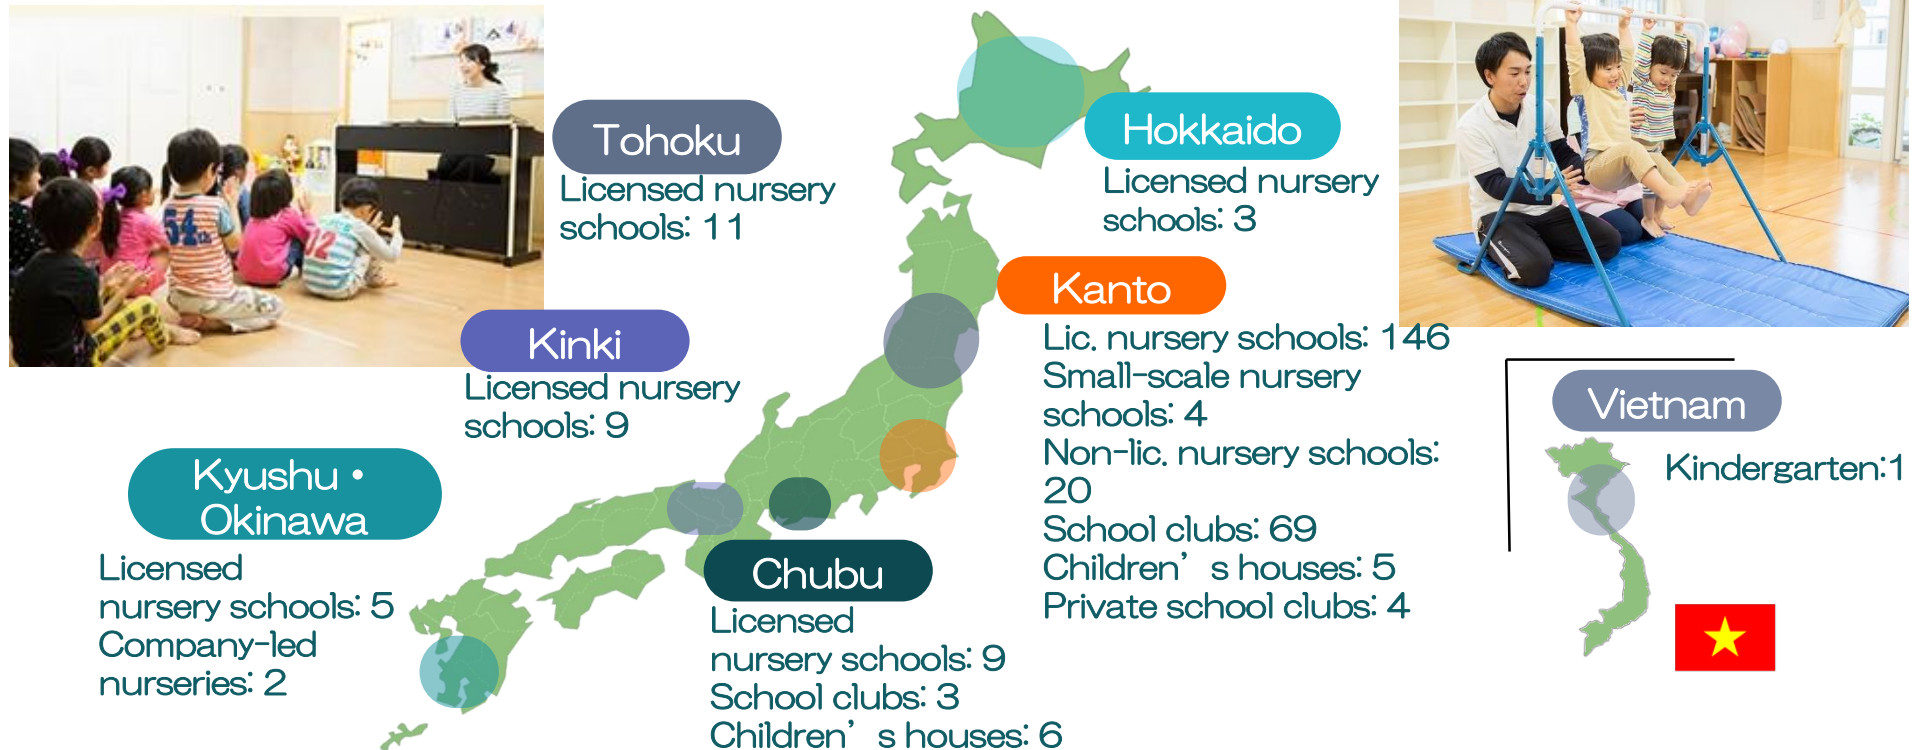 Tohoku
Licensed nursery
schools: 11
Hokkaido
Licensed nursery
schools: 3
Kinki
Licensed nursery
schools: 9
Kanto
Lic. nursery schools: 146
Small-scale nursery
schools: 4
Non-lic. nursery schools:
20
School clubs: 69
Children’s houses: 5
Private school clubs: 4
Vietnam
Kindergarten:1
Kyushu・
Okinawa
Licensed
nursery schools: 5
Company-led
nurseries: 2
Chubu
Licensed
nursery schools: 9
School clubs: 3
Children’s houses: 6
54
12